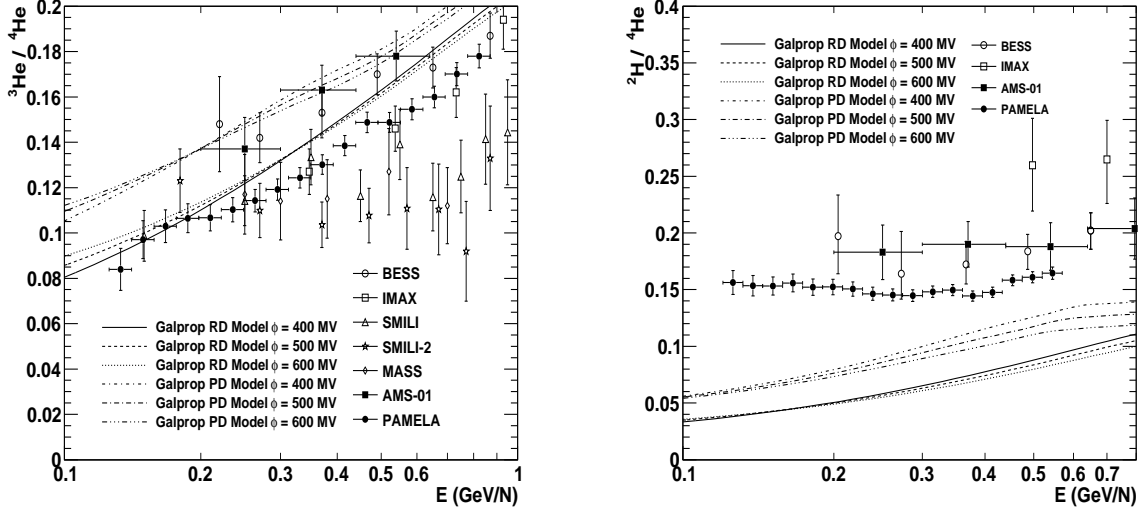 ³He / ⁴He
0.2
0.18
0.16
0.14
0.12
0.1
0.08
0.06
0.04
0.02
0
Galprop RD Model ϕ = 400 MV
Galprop RD Model ϕ = 500 MV
Galprop RD Model ϕ = 600 MV
Galprop PD Model ϕ = 400 MV
Galprop PD Model ϕ = 500 MV
Galprop PD Model ϕ = 600 MV
BESS
IMAX
SMILI
SMILI-2
MASS
AMS-01
PAMELA
0.1 0.2 0.3 0.4 0.5 0.6 0.7 1
E (GeV/N)
²H / ⁴He
0.4
0.35
0.3
0.25
0.2
0.15
0.1
0.05
0
Galprop RD Model ϕ = 400 MV
Galprop RD Model ϕ = 500 MV
Galprop RD Model ϕ = 600 MV
Galprop PD Model ϕ = 400 MV
Galprop PD Model ϕ = 500 MV
Galprop PD Model ϕ = 600 MV
BESS
IMAX
AMS-01
PAMELA
0.1 0.2 0.3 0.4 0.5 0.6 0.7
E (GeV/N)